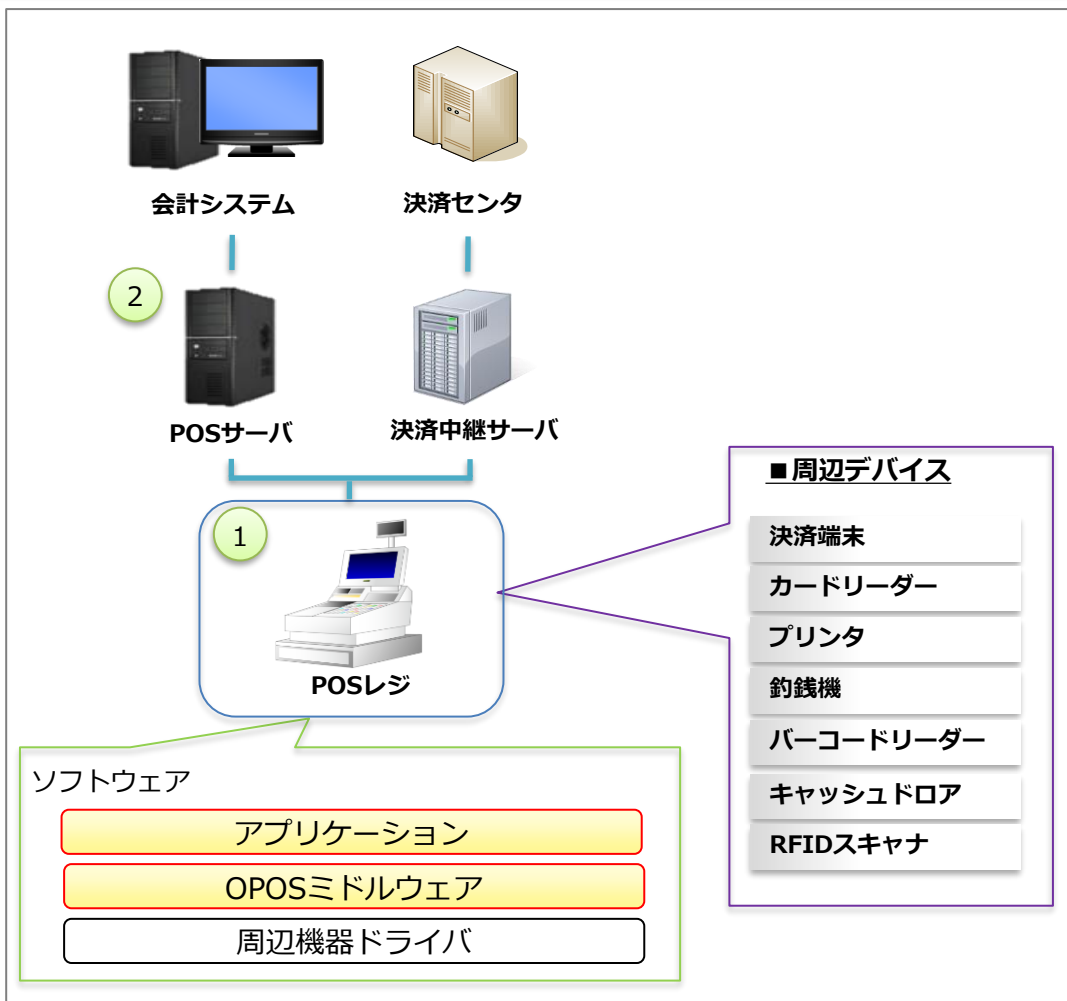 会計システム
決済センタ
2
POSサーバ
決済中継サーバ
1
POSレジ
■周辺デバイス
決済端末
カードリーダー
プリンタ
釣銭機
バーコードリーダー
キャッシュドロア
RFIDスキャナ
ソフトウェア
アプリケーション
OPOSミドルウェア
周辺機器ドライバ